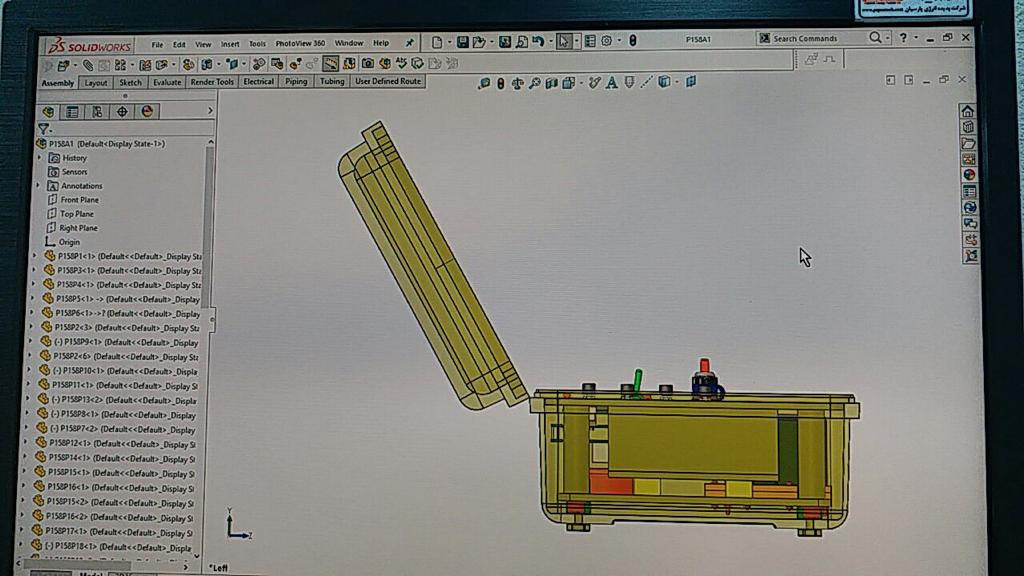 شرکت پدیده انرژی پارسیان
SOLIDWORKS File Edit View Insert Tools PhotoView 360 Window Help P158A1 Search Commands
Assembly Layout Sketch Evaluate Render Tools Electrical Piping Tubing User Defined Route
P158A1 (Default<Display State-1>)
History
Sensors
Annotations
Front Plane
Top Plane
Right Plane
Origin
P158P1<1> (Default<<Default>_Display Sta
P158P3<1> (Default<<Default>_Display Sta
P158P4<1> (Default<<Default>_Display Sta
P158P5<1> -> (Default<<Default>_Display
P158P6<1> ->? (Default<<Default>_Display
P158P2<3> (Default<<Default>_Display Sta
(-) P158P9<1> (Default<<Default>_Display
P158P2<6> (Default<<Default>_Display Sta
(-) P158P10<1> (Default<<Default>_Display
P158P11<1> (Default<<Default>_Display St
(-) P158P13<2> (Default<<Default>_Display
(-) P158P8<1> (Default<<Default>_Display
(-) P158P7<2> (Default<<Default>_Display
P158P12<1> (Default<<Default>_Display St
P158P14<1> (Default<<Default>_Display St
P158P15<1> (Default<<Default>_Display St
P158P16<1> (Default<<Default>_Display St
P158P15<2> (Default<<Default>_Display St
P158P16<2> (Default<<Default>_Display St
P158P17<1> (Default<<Default>_Display St
(-) P158P18<1> (Default<<Default>_Display
Y
Z
*Left
Model